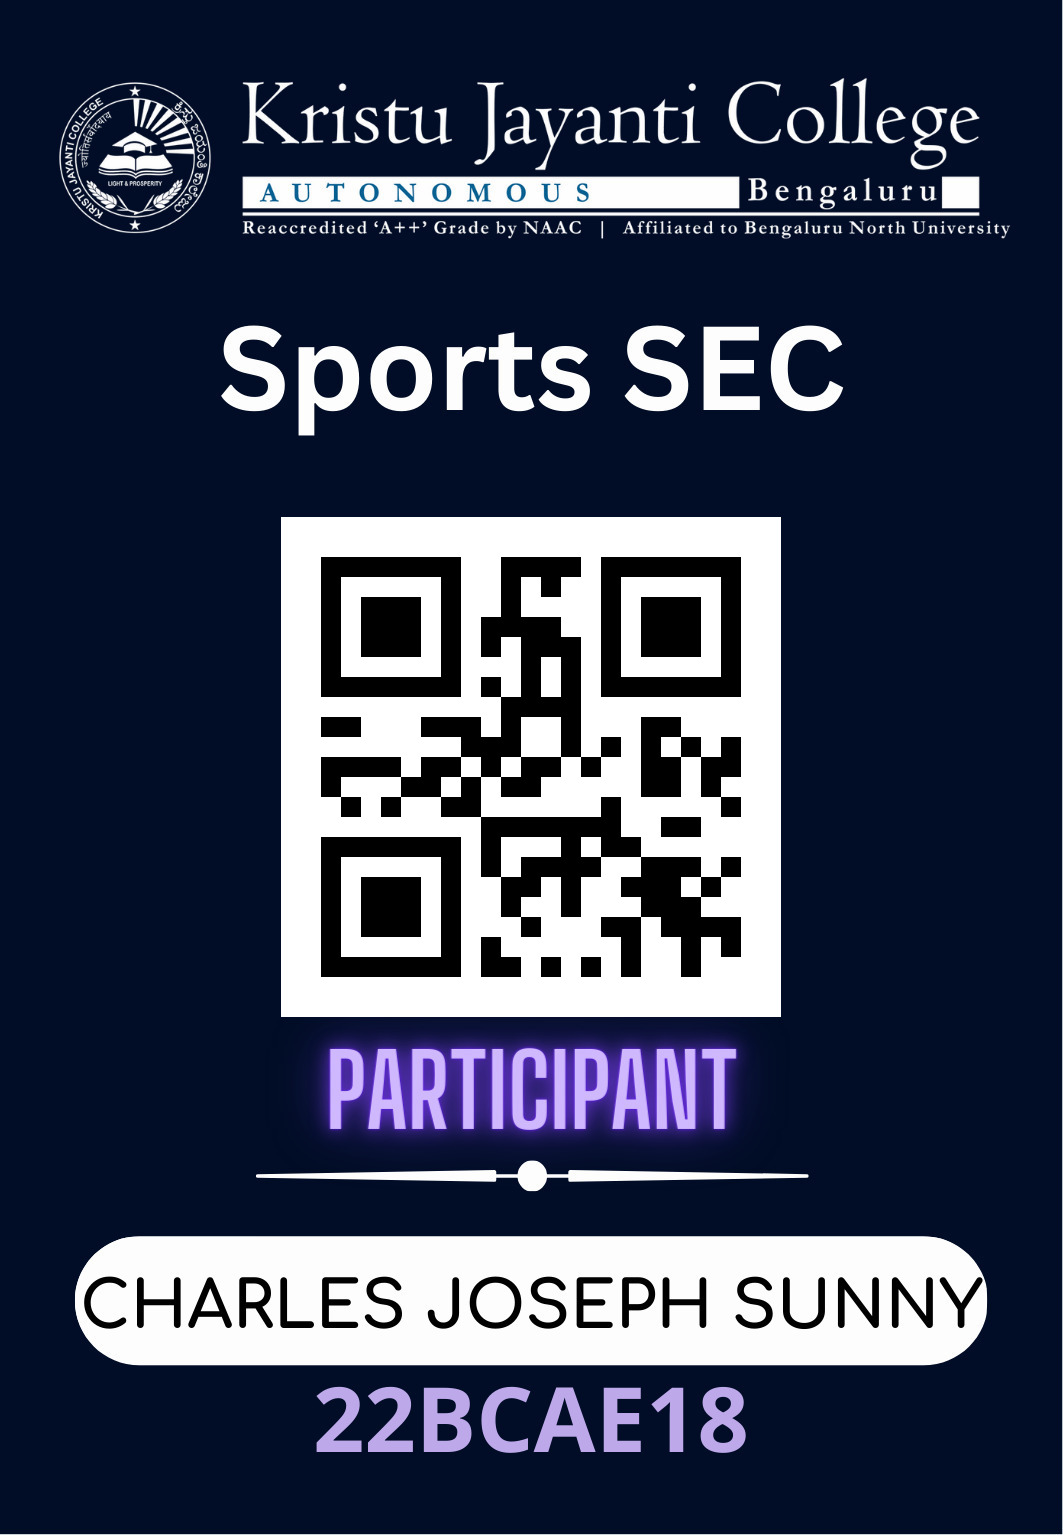 KRISTU JAYANTI COLLEGE
ज्योतिसंवादयाय
LIGHT & PROSPERITY
Kristu Jayanti College
AUTONOMOUS Bengaluru
Reaccredited ‘A++’ Grade by NAAC | Affiliated to Bengaluru North University
Sports SEC
PARTICIPANT
CHARLES JOSEPH SUNNY
22BCAE18